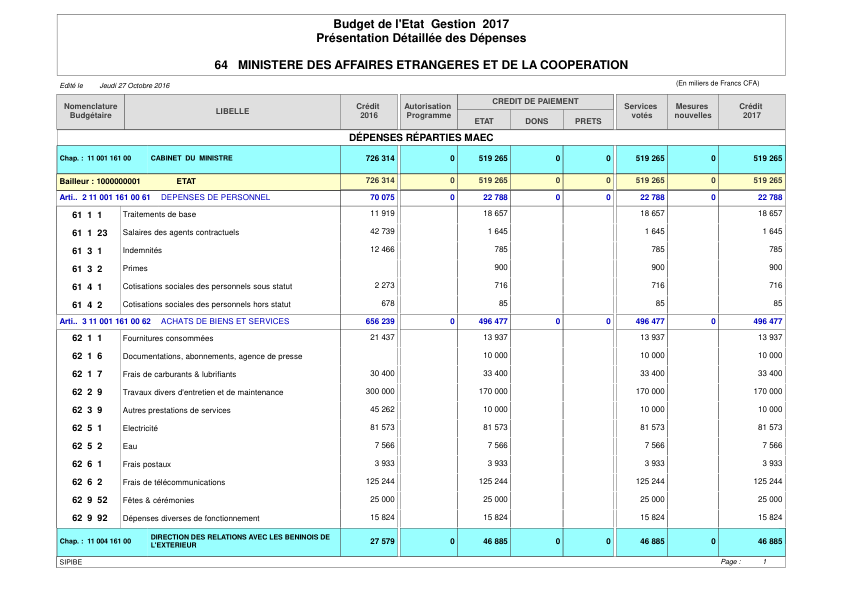 Budget de l'Etat Gestion 2017
Présentation Détaillée des Dépenses
64 MINISTERE DES AFFAIRES ETRANGERES ET DE LA COOPERATION
Edité le Jeudi 27 Octobre 2016 (En miliers de Francs CFA)
Nomenclature Budgétaire LIBELLE Crédit 2016 Autorisation Programme CREDIT DE PAIEMENT Services votés Mesures nouvelles Crédit 2017
ETAT DONS PRETS
DÉPENSES RÉPARTIES MAEC
Chap. : 11 001 161 00 CABINET DU MINISTRE 726 314 0 519 265 0 0 519 265 0 519 265
Bailleur : 1000000001 ETAT 726 314 0 519 265 0 0 519 265 0 519 265
Arti.. 2 11 001 161 00 61 DEPENSES DE PERSONNEL 70 075 0 22 788 0 0 22 788 0 22 788
61 1 1 Traitements de base 11 919 18 657 18 657 18 657
61 1 23 Salaires des agents contractuels 42 739 1 645 1 645 1 645
61 3 1 Indemnités 12 466 785 785 785
61 3 2 Primes 900 900 900
61 4 1 Cotisations sociales des personnels sous statut 2 273 716 716 716
61 4 2 Cotisations sociales des personnels hors statut 678 85 85 85
Arti.. 3 11 001 161 00 62 ACHATS DE BIENS ET SERVICES 656 239 0 496 477 0 0 496 477 0 496 477
62 1 1 Fournitures consommées 21 437 13 937 13 937 13 937
62 1 6 Documentations, abonnements, agence de presse 10 000 10 000 10 000
62 1 7 Frais de carburants & lubrifiants 30 400 33 400 33 400 33 400
62 2 9 Travaux divers d'entretien et de maintenance 300 000 170 000 170 000 170 000
62 3 9 Autres prestations de services 45 262 10 000 10 000 10 000
62 5 1 Electricité 81 573 81 573 81 573 81 573
62 5 2 Eau 7 566 7 566 7 566 7 566
62 6 1 Frais postaux 3 933 3 933 3 933 3 933
62 6 2 Frais de télécommunications 125 244 125 244 125 244 125 244
62 9 52 Fêtes & cérémonies 25 000 25 000 25 000 25 000
62 9 92 Dépenses diverses de fonctionnement 15 824 15 824 15 824 15 824
Chap. : 11 004 161 00 DIRECTION DES RELATIONS AVEC LES BENINOIS DE L'EXTERIEUR 27 579 0 46 885 0 0 46 885 0 46 885
SIPIBE Page : 1